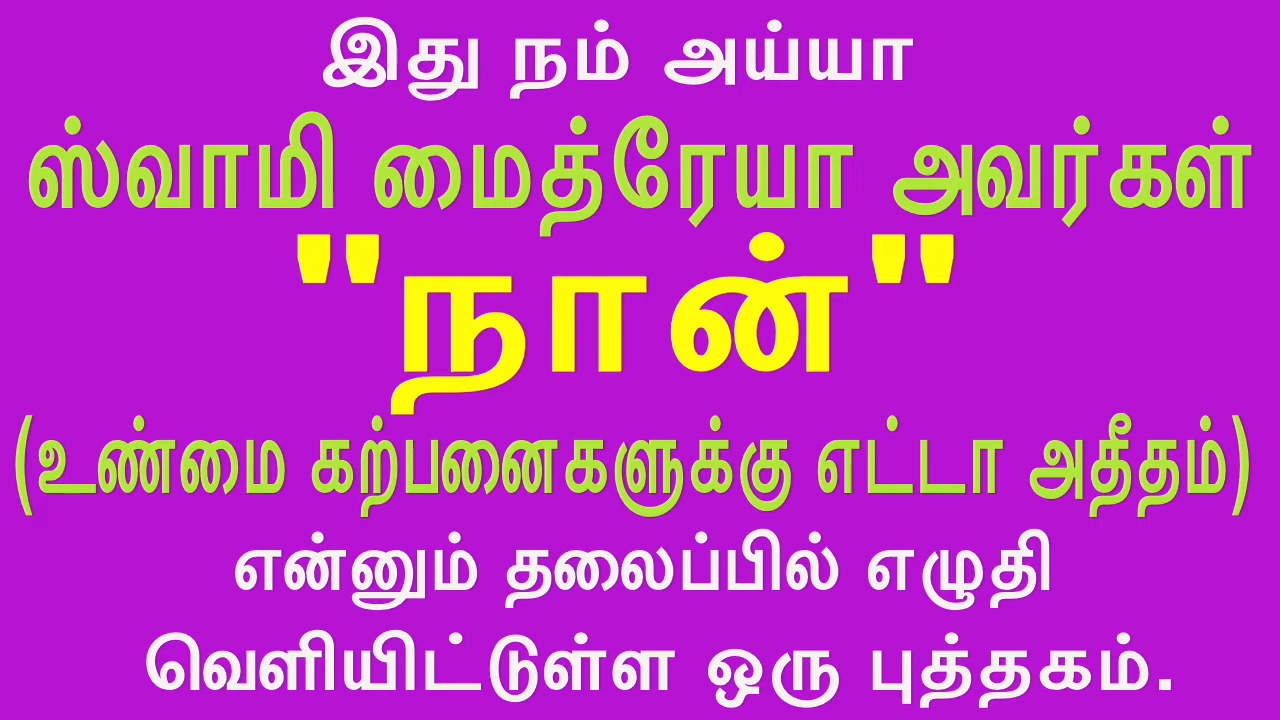 இது நம் அய்யா
ஸ்வாமி மைத்ரேயா அவர்கள்
"நான்"
(உண்மை கற்பனைகளுக்கு எட்டா அதீதம்)
என்னும் தலைப்பில் எழுதி
வெளியிட்டுள்ள ஒரு புத்தகம்.